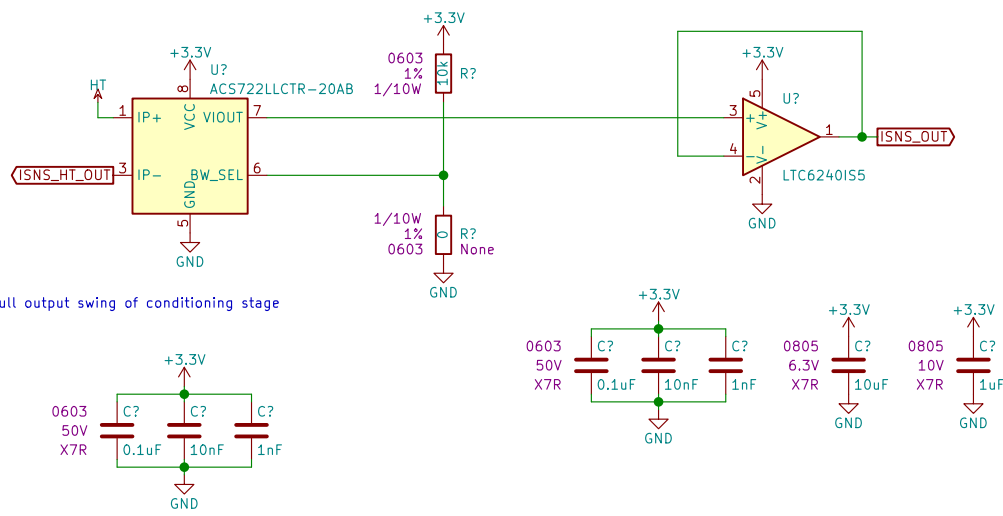 +3.3V
0603
1%
1/10W
10k
R?
+3.3V
U?
ACS722LLCTR-20AB
HT
8
VCC
1
IP+
VIOUT
7
ISNS_HT_OUT
3
IP-
BW_SEL
6
GND
5
GND
1/10W
1%
0603
0
R?
None
GND
+3.3V
5
U?
3
+
V+
4
-
V-
1
2
ISNS_OUT
LTC6240IS5
GND
ull output swing of conditioning stage
+3.3V
0603
50V
X7R
C?
0.1uF
C?
10nF
C?
1nF
GND
+3.3V
0603
50V
X7R
C?
0.1uF
C?
10nF
C?
1nF
GND
+3.3V
0805
6.3V
X7R
C?
10uF
GND
+3.3V
0805
10V
X7R
C?
1uF
GND